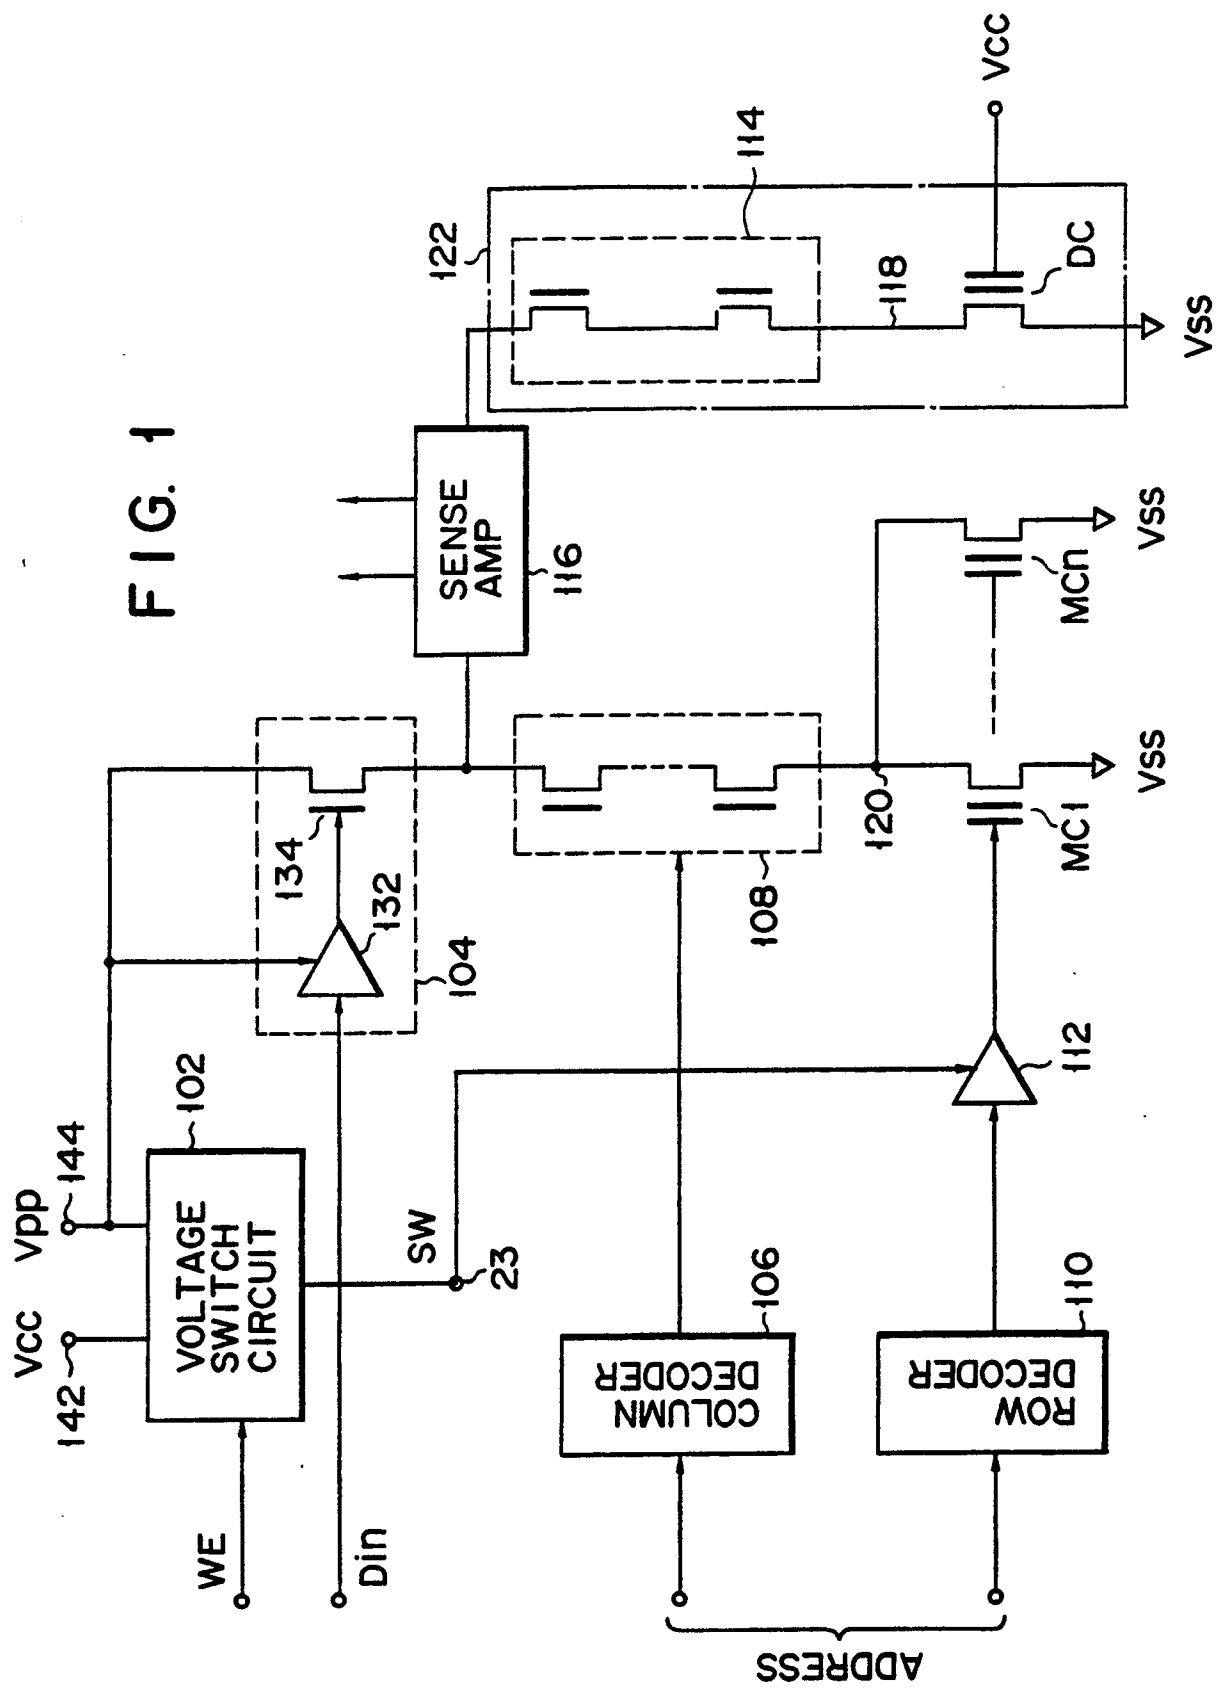 FIG. 1
Vcc
Vpp
142
144
102
VOLTAGE
SWITCH
CIRCUIT
WE
Din
134
132
104
SW
23
SENSE
AMP
116
122
114
118
DC
Vcc
Vss
COLUMN
DECODER
106
108
120
ROW
DECODER
110
112
MC1
MCn
Vss
Vss
ADDRESS